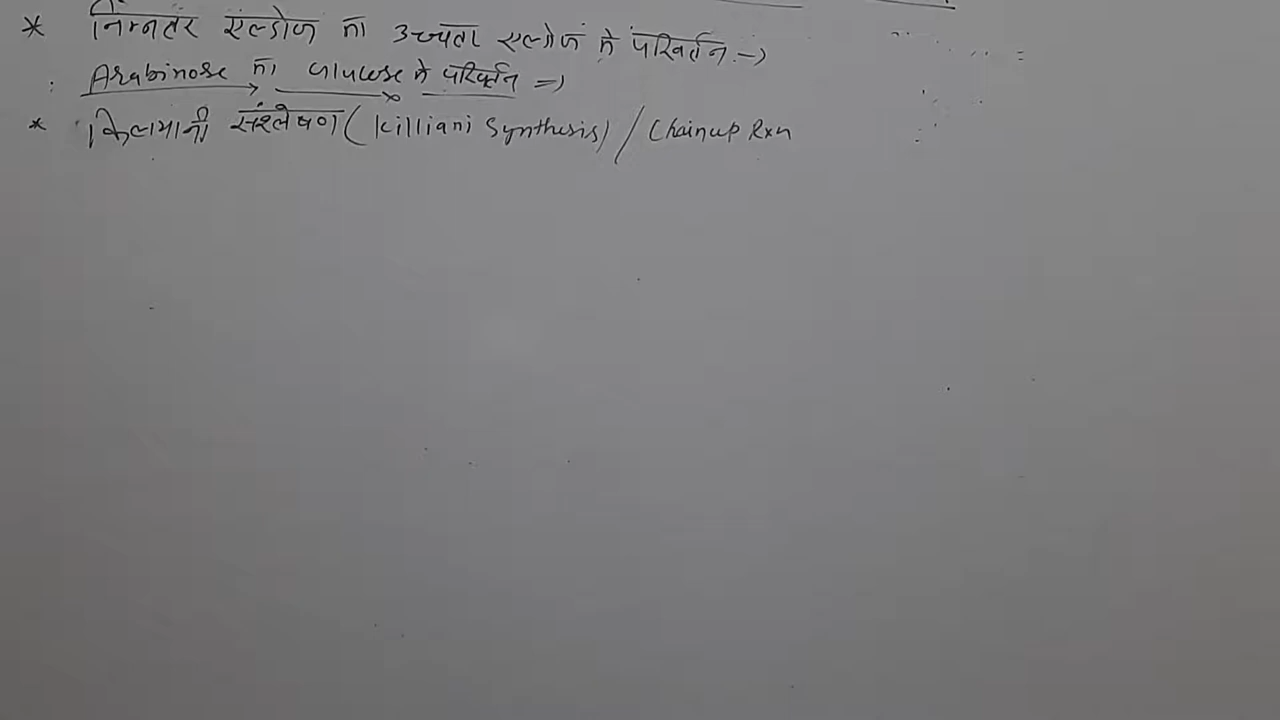 * निम्नतर एल्डोज का उच्चतर एल्डोज में परिवर्तन →
: Arabinose का Glucose में परिवर्तन ⇒
* किलयानी संश्लेषण ( Killiani Synthesis) / Chainup Rxn